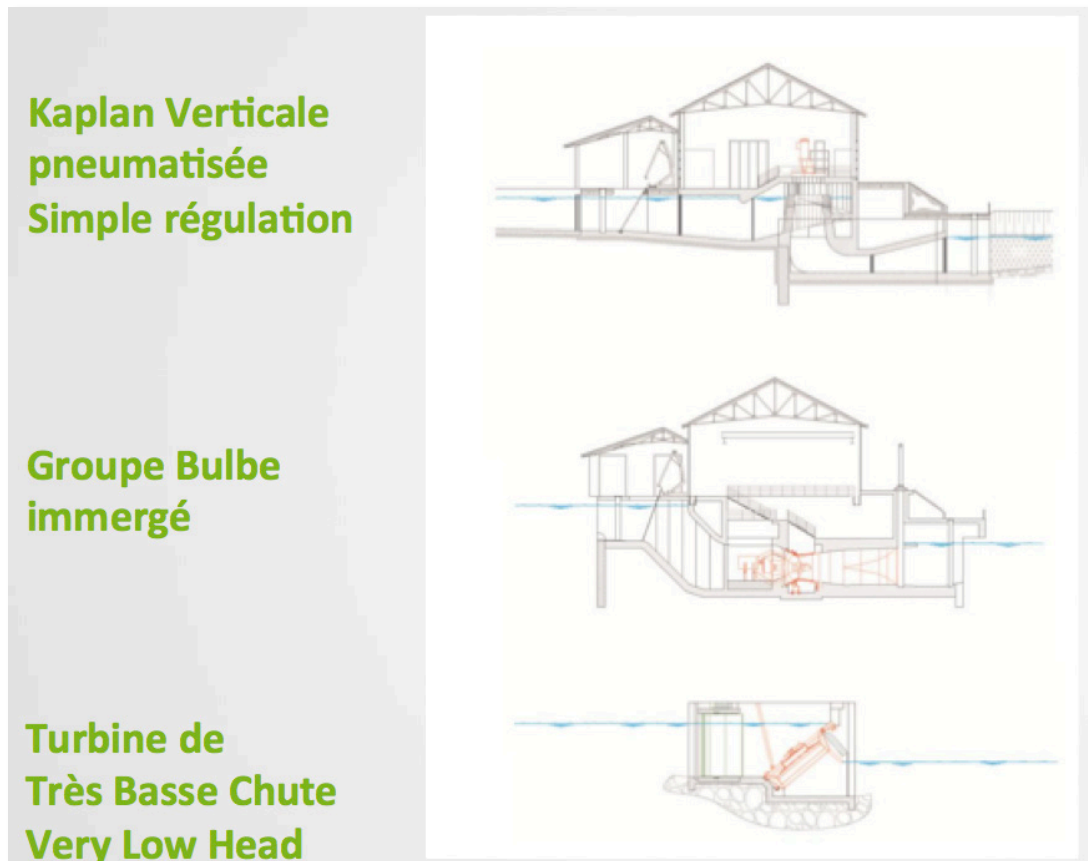 Kaplan Verticale
pneumatisée
Simple régulation
Groupe Bulbe
immergé
Turbine de
Très Basse Chute
Very Low Head